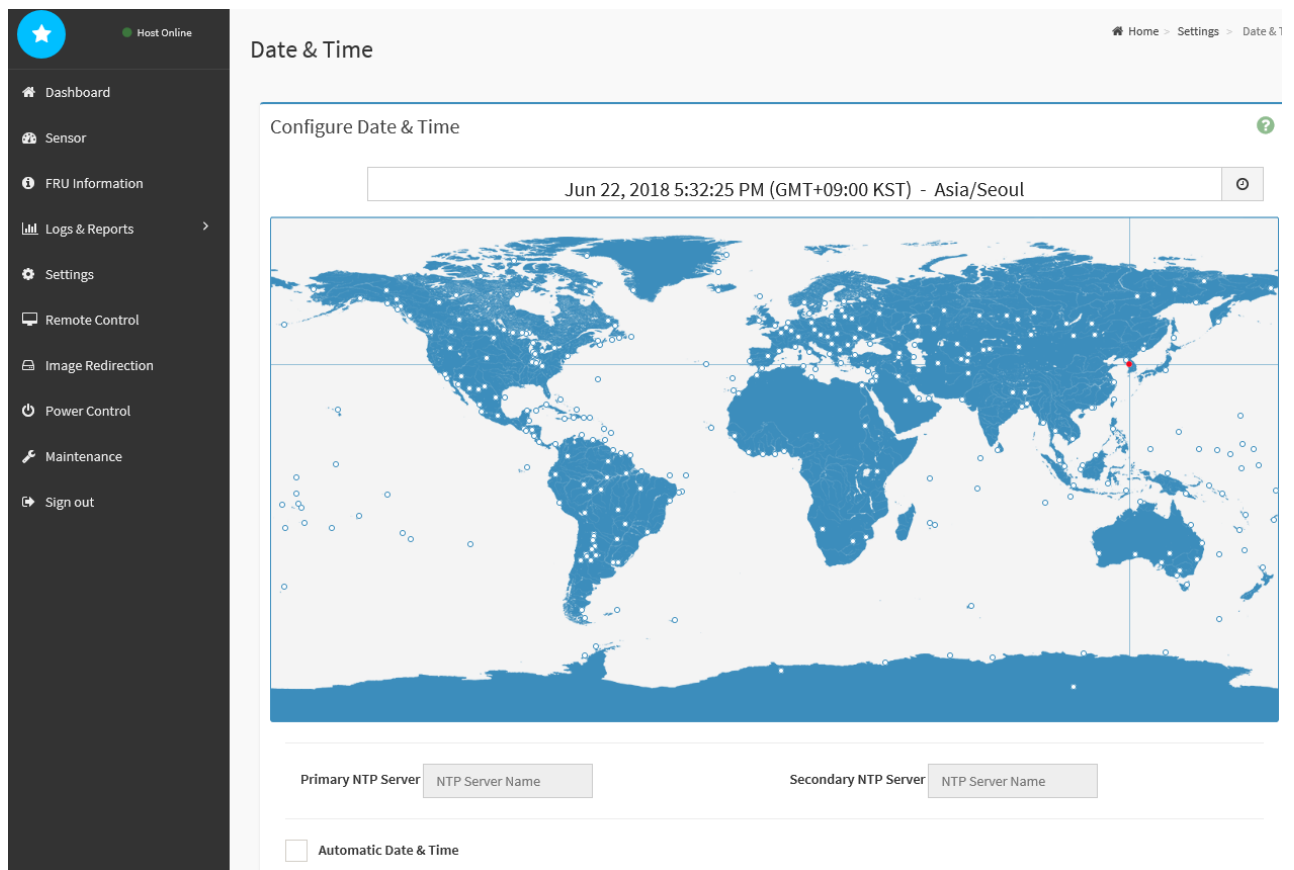 Host Online
Dashboard
Sensor
FRU Information
Logs & Reports
Settings
Remote Control
Image Redirection
Power Control
Maintenance
Sign out
Date & Time
Home > Settings > Date &
Configure Date & Time
Jun 22, 2018 5:32:25 PM (GMT+09:00 KST) - Asia/Seoul
Primary NTP Server NTP Server Name
Secondary NTP Server NTP Server Name
Automatic Date & Time